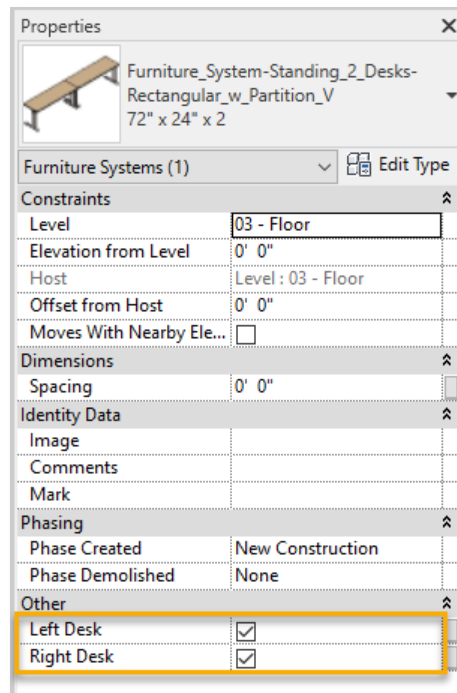 Properties
Furniture_System-Standing_2_Desks-
Rectangular_w_Partition_V
72" x 24" x 2
Furniture Systems (1)
Edit Type
Constraints
Level 03 - Floor
Elevation from Level 0' 0"
Host Level : 03 - Floor
Offset from Host 0' 0"
Moves With Nearby Ele...
Dimensions
Spacing 0' 0"
Identity Data
Image
Comments
Mark
Phasing
Phase Created New Construction
Phase Demolished None
Other
Left Desk
Right Desk